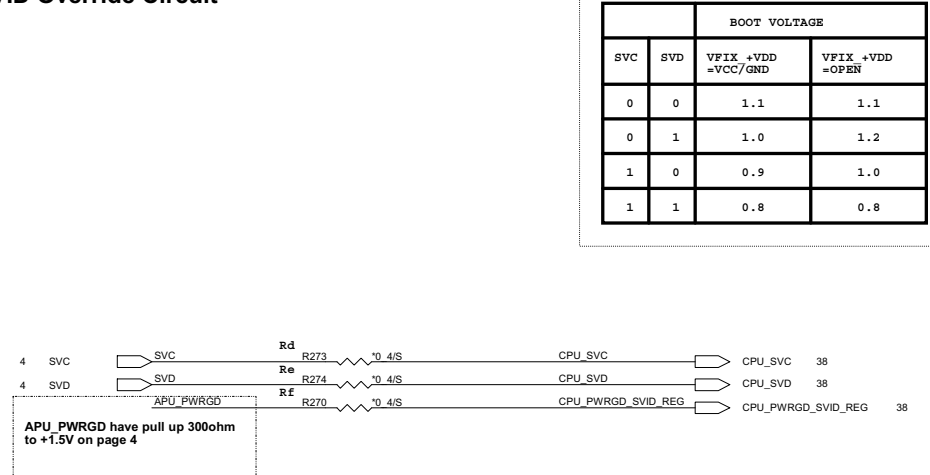 VID Override Circuit
BOOT VOLTAGE
SVC SVD VFIX_+VDD =VCC/GND VFIX_+VDD =OPEN
0 0 1.1 1.1
0 1 1.0 1.2
1 0 0.9 1.0
1 1 0.8 0.8
Rd
4 SVC SVC R273 *0_4/S CPU_SVC CPU_SVC 38
Re
4 SVD SVD R274 *0_4/S CPU_SVD CPU_SVD 38
Rf
APU_PWRGD R270 *0_4/S CPU_PWRGD_SVID_REG CPU_PWRGD_SVID_REG 38
APU_PWRGD have pull up 300ohm
to +1.5V on page 4